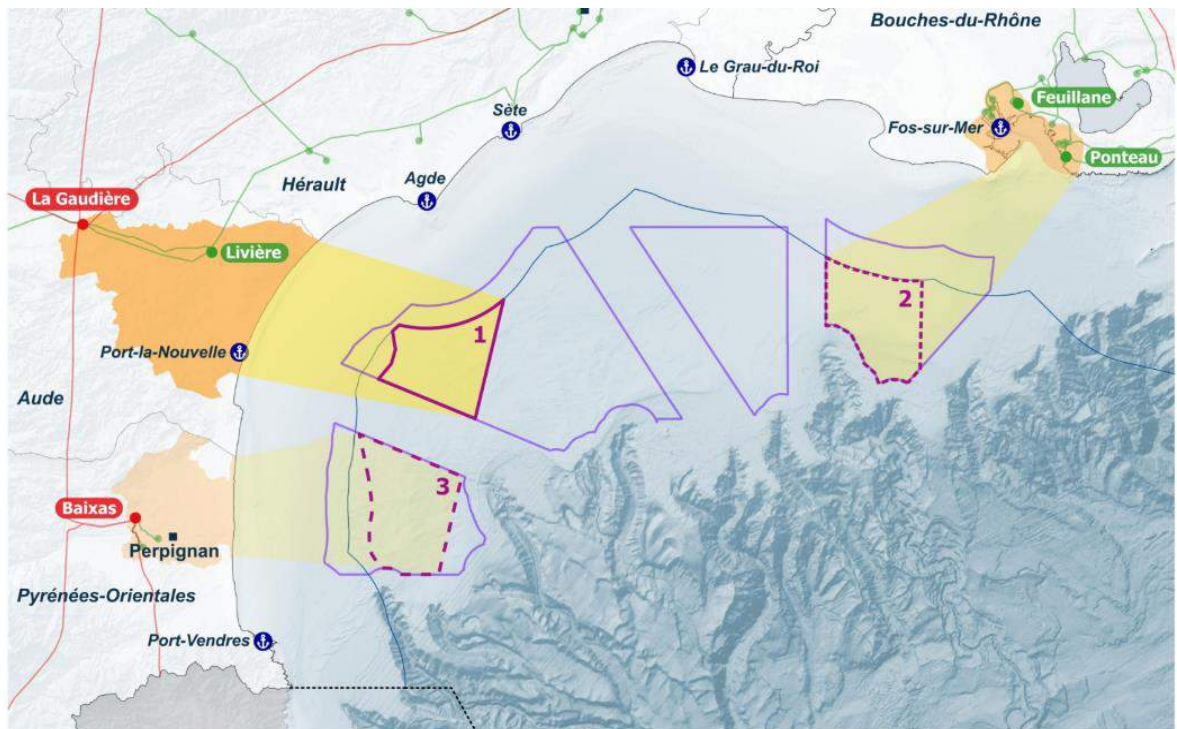 Bouches-du-Rhône
Le Grau-du-Roi
Feuillane
Sète
Fos-sur-Mer
Ponteau
Hérault
Agde
La Gaudière
Livière
2
1
Port-la-Nouvelle
Aude
3
Baixas
Perpignan
Pyrénées-Orientales
Port-Vendres